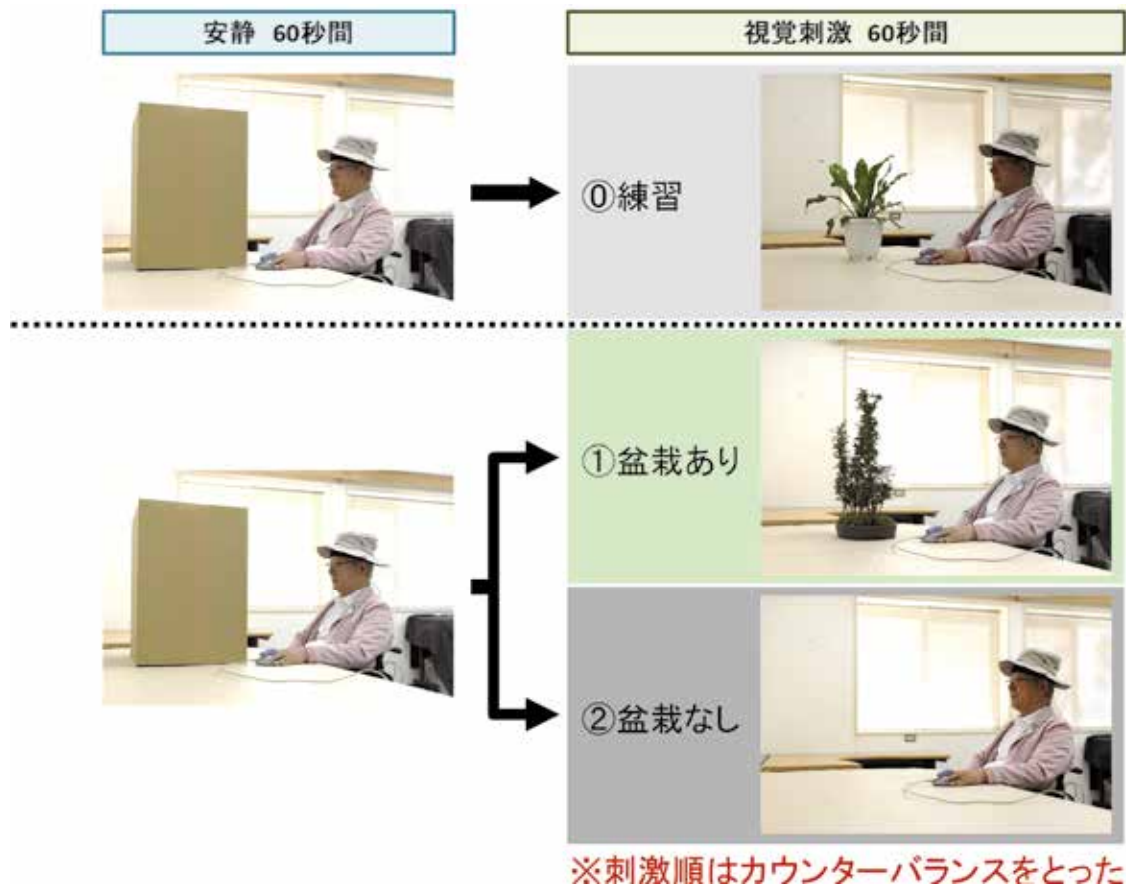 安静 60秒間
視覚刺激 60秒間
⓪練習
①盆栽あり
②盆栽なし
※刺激順はカウンターバランスをとった